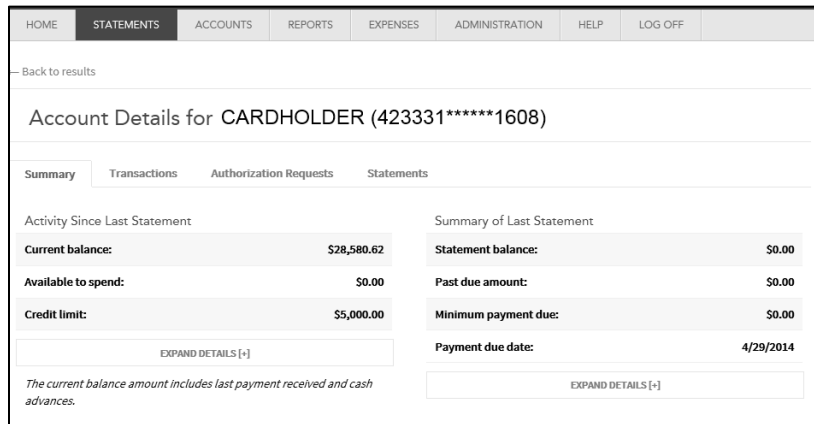 HOME STATEMENTS ACCOUNTS REPORTS EXPENSES ADMINISTRATION HELP LOG OFF
— Back to results
Account Details for CARDHOLDER (423331******1608)
Summary Transactions Authorization Requests Statements
Activity Since Last Statement
Current balance: $28,580.62
Available to spend: $0.00
Credit limit: $5,000.00
EXPAND DETAILS [+]
The current balance amount includes last payment received and cash
advances.
Summary of Last Statement
Statement balance: $0.00
Past due amount: $0.00
Minimum payment due: $0.00
Payment due date: 4/29/2014
EXPAND DETAILS [+]